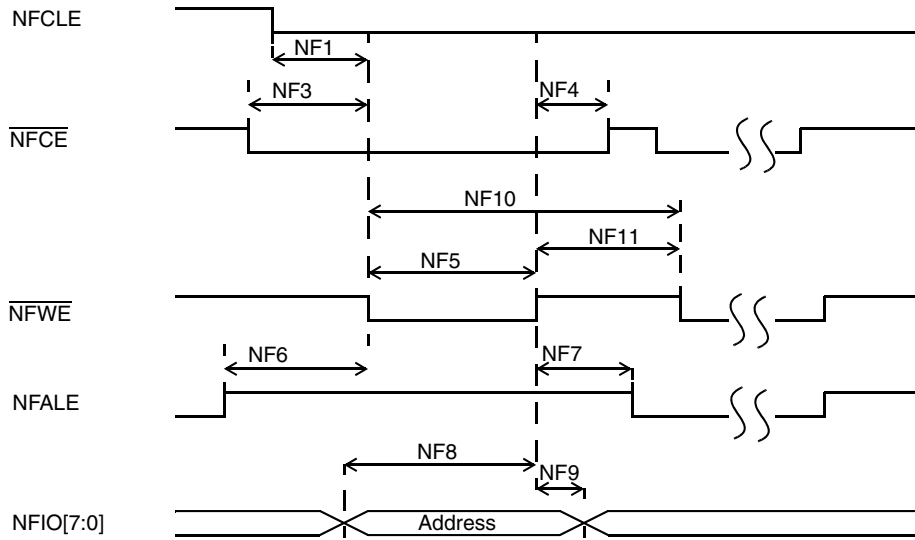 NFCLE
NF1
NF3
NF4
NFCE
NF10
NF11
NF5
NFWE
NF6
NF7
NFALE
NF8
NF9
NFIO[7:0]
Address